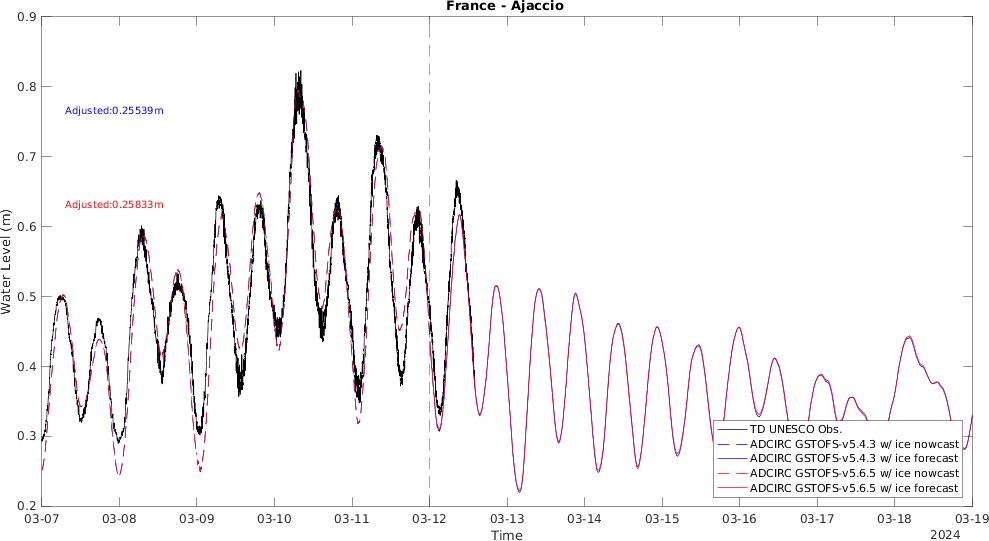 France - Ajaccio
0.9
0.8
0.7
0.6
0.5
0.4
0.3
0.2
Water Level (m)
Adjusted:0.25539m
Adjusted:0.25833m
TD UNESCO Obs.
ADCIRC GSTOFS-v5.4.3 w/ ice nowcast
ADCIRC GSTOFS-v5.4.3 w/ ice forecast
ADCIRC GSTOFS-v5.6.5 w/ ice nowcast
ADCIRC GSTOFS-v5.6.5 w/ ice forecast
03-07 03-08 03-09 03-10 03-11 03-12 03-13 03-14 03-15 03-16 03-17 03-18 03-19
Time
2024